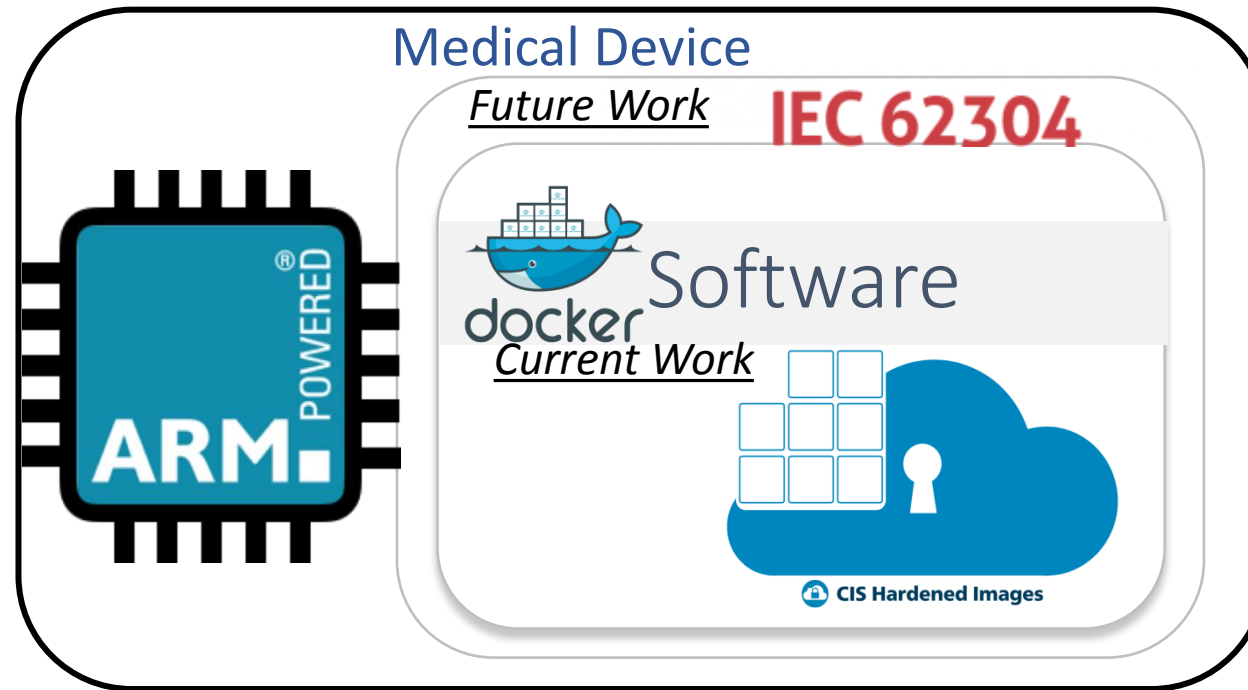 Medical Device
Future Work
IEC 62304
ARM
POWERED
®
docker
Software
Current Work
CIS Hardened Images